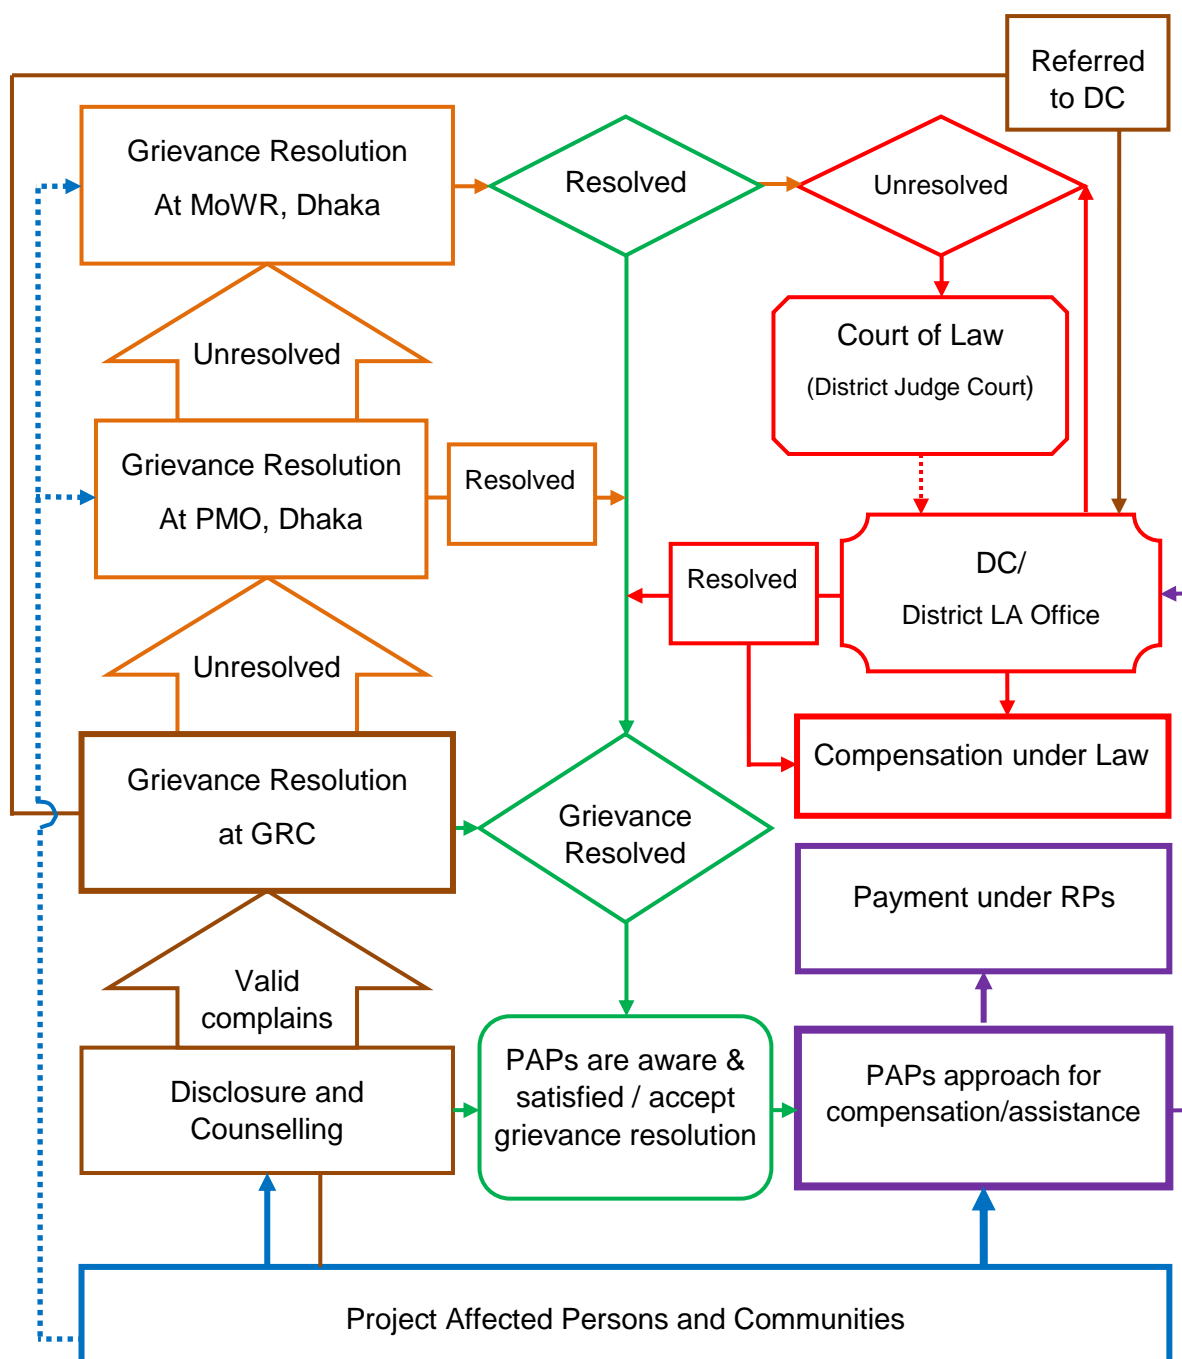 Referred
to DC
Grievance Resolution
At MoWR, Dhaka
Resolved
Unresolved
Unresolved
Court of Law
(District Judge Court)
Grievance Resolution
At PMO, Dhaka
Resolved
DC/
District LA Office
Resolved
Unresolved
Grievance Resolution
at GRC
Grievance
Resolved
Compensation under Law
Payment under RPs
Valid
complains
Disclosure and
Counselling
PAPs are aware &
satisfied / accept
grievance resolution
PAPs approach for
compensation/assistance
Project Affected Persons and Communities